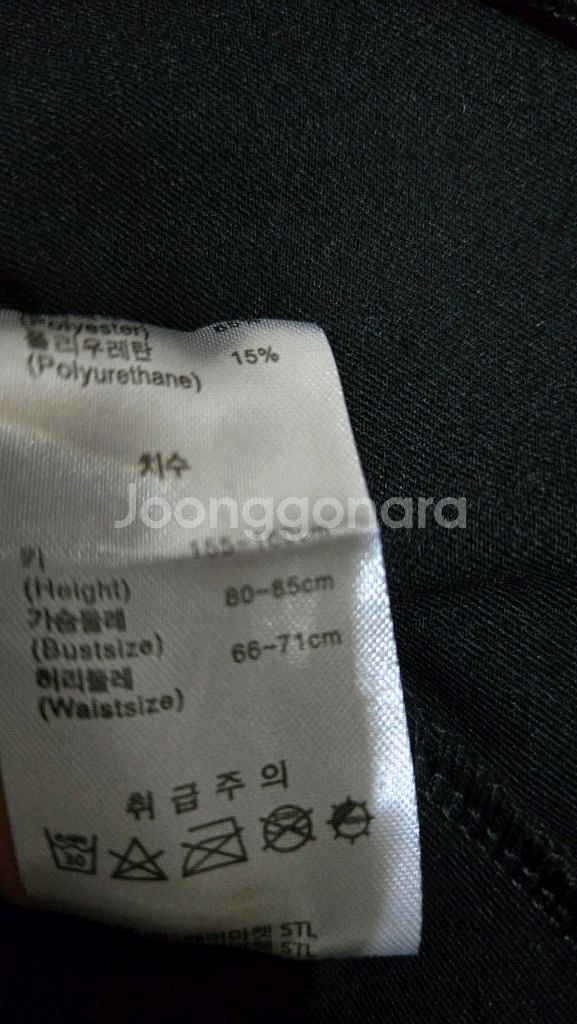 (Polyester)
폴리우레탄 15%
(Polyurethane)
치수
Joonggonara
키
(Height) 80-85cm
가슴둘레
(Bustsize) 66-71cm
허리둘레
(Waistsize)
취급주의
30
STL
STL